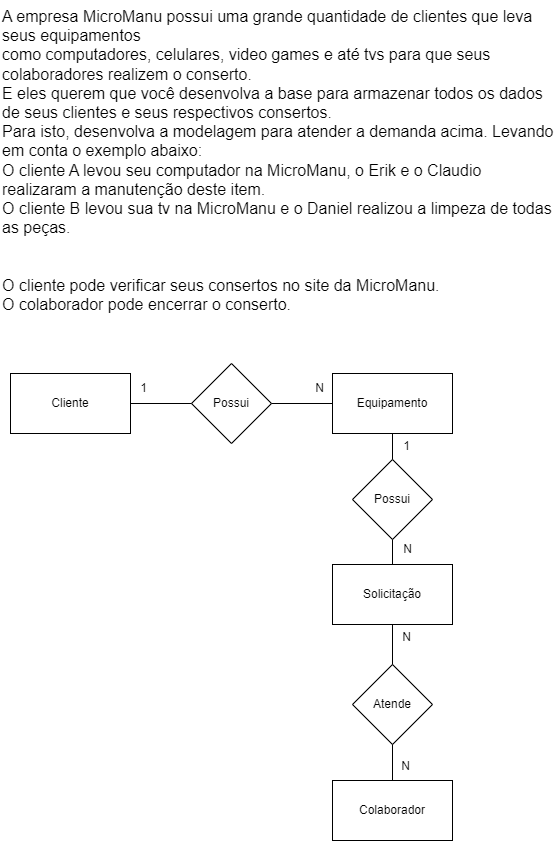 A empresa MicroManu possui uma grande quantidade de clientes que leva
seus equipamentos
como computadores, celulares, video games e até tvs para que seus
colaboradores realizem o conserto.
E eles querem que você desenvolva a base para armazenar todos os dados
de seus clientes e seus respectivos consertos.
Para isto, desenvolva a modelagem para atender a demanda acima. Levando
em conta o exemplo abaixo:
O cliente A levou seu computador na MicroManu, o Erik e o Claudio
realizaram a manutenção deste item.
O cliente B levou sua tv na MicroManu e o Daniel realizou a limpeza de todas
as peças.
O cliente pode verificar seus consertos no site da MicroManu.
O colaborador pode encerrar o conserto.
Cliente
1
Possui
N
Equipamento
1
Possui
N
Solicitação
N
Atende
N
Colaborador